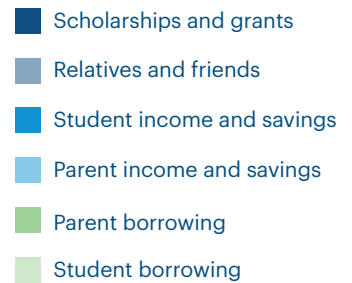 Scholarships and grants
Relatives and friends
Student income and savings
Parent income and savings
Parent borrowing
Student borrowing